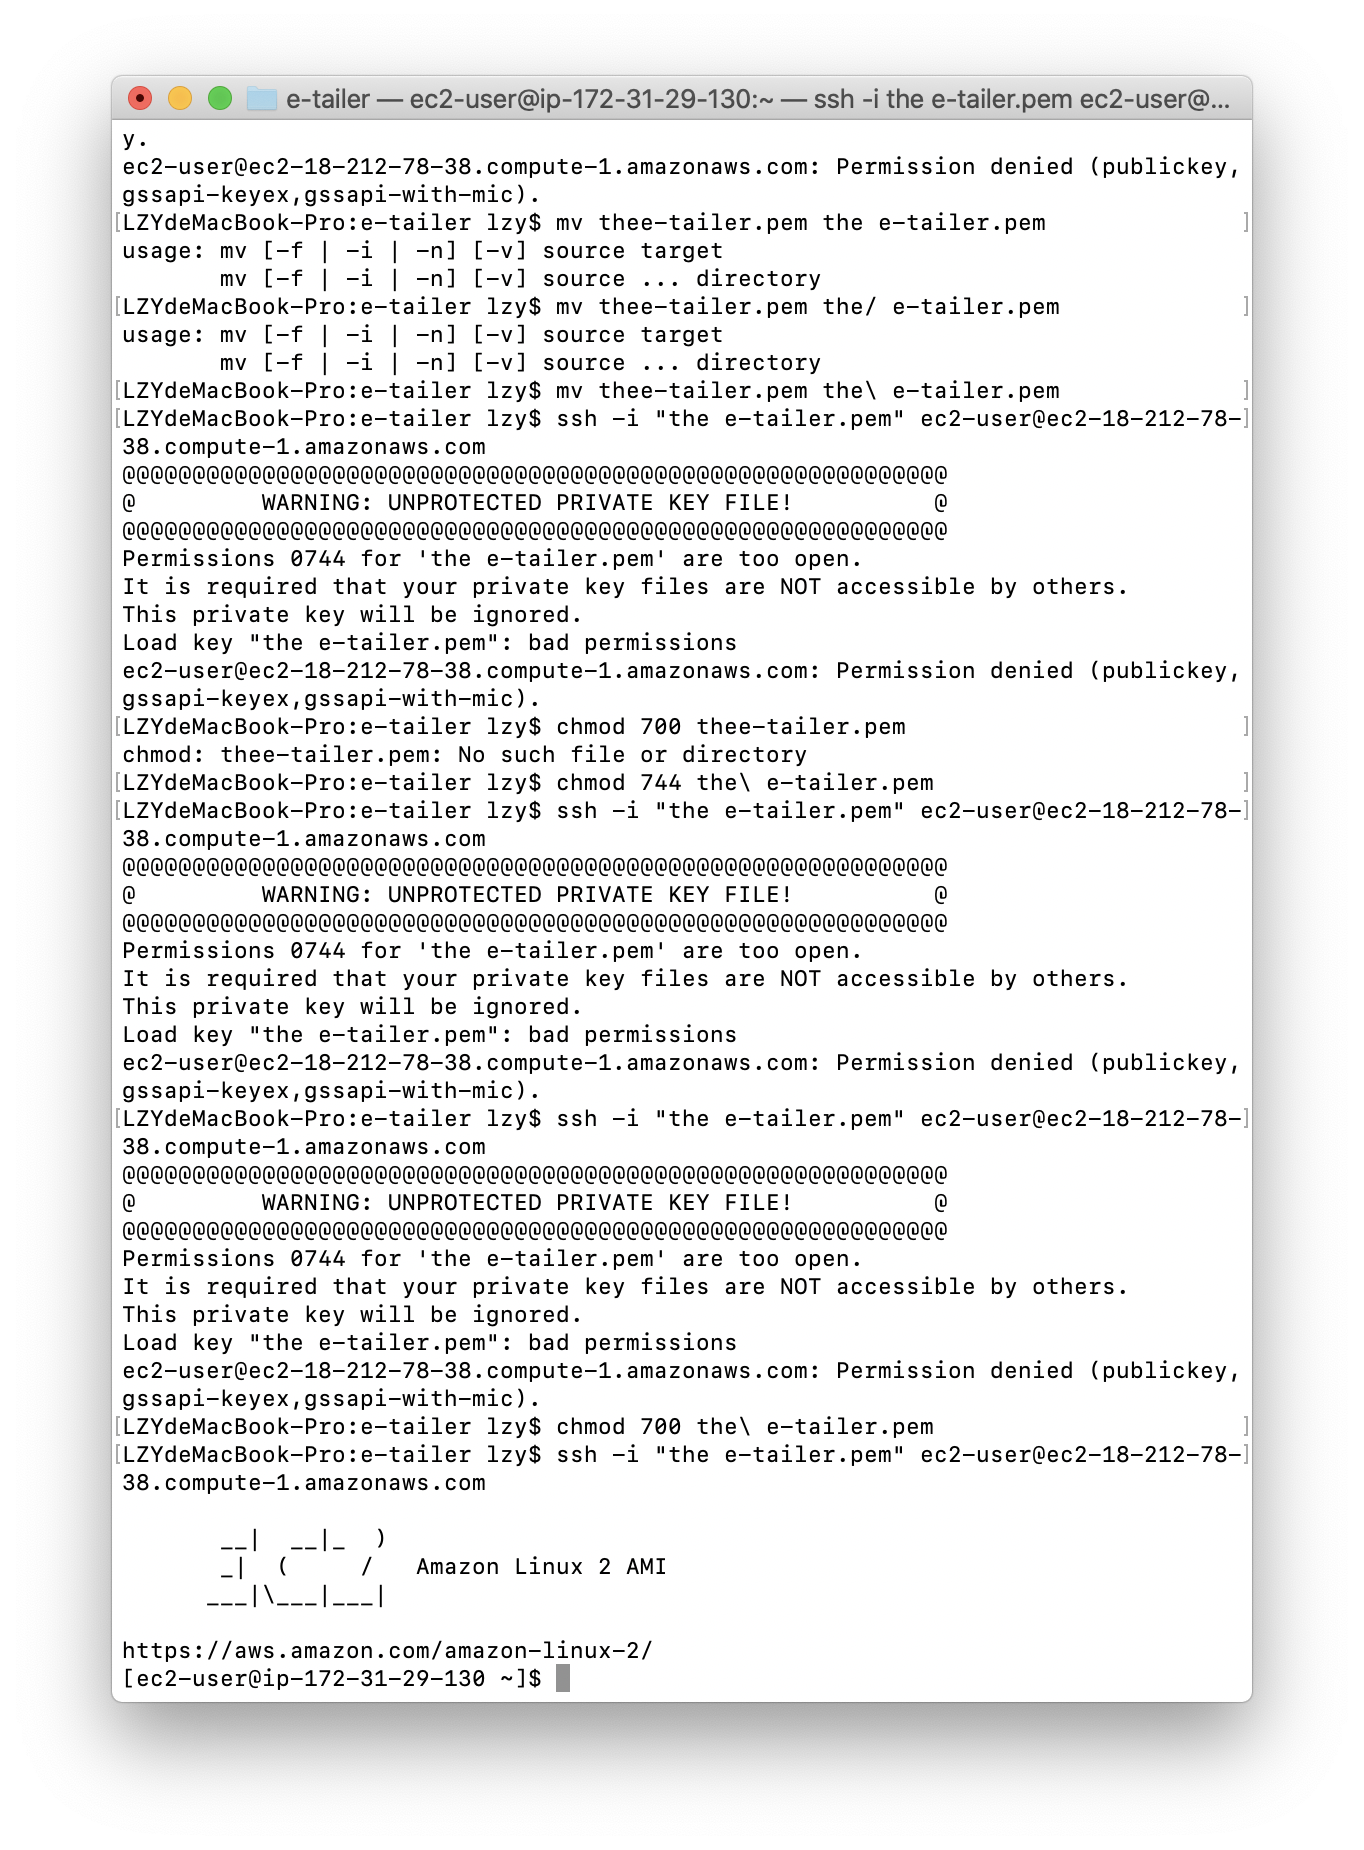 e-tailer — ec2-user@ip-172-31-29-130:~ — ssh -i the e-tailer.pem ec2-user@...
y.
ec2-user@ec2-18-212-78-38.compute-1.amazonaws.com: Permission denied (publickey,
gssapi-keyex,gssapi-with-mic).
[LZYdeMacBook-Pro:e-tailer lzy$ mv thee-tailer.pem the e-tailer.pem ]
usage: mv [-f | -i | -n] [-v] source target
       mv [-f | -i | -n] [-v] source ... directory
[LZYdeMacBook-Pro:e-tailer lzy$ mv thee-tailer.pem the/ e-tailer.pem ]
usage: mv [-f | -i | -n] [-v] source target
       mv [-f | -i | -n] [-v] source ... directory
[LZYdeMacBook-Pro:e-tailer lzy$ mv thee-tailer.pem the\ e-tailer.pem ]
[LZYdeMacBook-Pro:e-tailer lzy$ ssh -i "the e-tailer.pem" ec2-user@ec2-18-212-78-]
38.compute-1.amazonaws.com
@@@@@@@@@@@@@@@@@@@@@@@@@@@@@@@@@@@@@@@@@@@@@@@@@@@@@@@@@@@
@         WARNING: UNPROTECTED PRIVATE KEY FILE!          @
@@@@@@@@@@@@@@@@@@@@@@@@@@@@@@@@@@@@@@@@@@@@@@@@@@@@@@@@@@@
Permissions 0744 for 'the e-tailer.pem' are too open.
It is required that your private key files are NOT accessible by others.
This private key will be ignored.
Load key "the e-tailer.pem": bad permissions
ec2-user@ec2-18-212-78-38.compute-1.amazonaws.com: Permission denied (publickey,
gssapi-keyex,gssapi-with-mic).
[LZYdeMacBook-Pro:e-tailer lzy$ chmod 700 thee-tailer.pem ]
chmod: thee-tailer.pem: No such file or directory
[LZYdeMacBook-Pro:e-tailer lzy$ chmod 744 the\ e-tailer.pem ]
[LZYdeMacBook-Pro:e-tailer lzy$ ssh -i "the e-tailer.pem" ec2-user@ec2-18-212-78-]
38.compute-1.amazonaws.com
@@@@@@@@@@@@@@@@@@@@@@@@@@@@@@@@@@@@@@@@@@@@@@@@@@@@@@@@@@@
@         WARNING: UNPROTECTED PRIVATE KEY FILE!          @
@@@@@@@@@@@@@@@@@@@@@@@@@@@@@@@@@@@@@@@@@@@@@@@@@@@@@@@@@@@
Permissions 0744 for 'the e-tailer.pem' are too open.
It is required that your private key files are NOT accessible by others.
This private key will be ignored.
Load key "the e-tailer.pem": bad permissions
ec2-user@ec2-18-212-78-38.compute-1.amazonaws.com: Permission denied (publickey,
gssapi-keyex,gssapi-with-mic).
[LZYdeMacBook-Pro:e-tailer lzy$ ssh -i "the e-tailer.pem" ec2-user@ec2-18-212-78-]
38.compute-1.amazonaws.com
@@@@@@@@@@@@@@@@@@@@@@@@@@@@@@@@@@@@@@@@@@@@@@@@@@@@@@@@@@@
@         WARNING: UNPROTECTED PRIVATE KEY FILE!          @
@@@@@@@@@@@@@@@@@@@@@@@@@@@@@@@@@@@@@@@@@@@@@@@@@@@@@@@@@@@
Permissions 0744 for 'the e-tailer.pem' are too open.
It is required that your private key files are NOT accessible by others.
This private key will be ignored.
Load key "the e-tailer.pem": bad permissions
ec2-user@ec2-18-212-78-38.compute-1.amazonaws.com: Permission denied (publickey,
gssapi-keyex,gssapi-with-mic).
[LZYdeMacBook-Pro:e-tailer lzy$ chmod 700 the\ e-tailer.pem ]
[LZYdeMacBook-Pro:e-tailer lzy$ ssh -i "the e-tailer.pem" ec2-user@ec2-18-212-78-]
38.compute-1.amazonaws.com

       __|  __|_  )
       _|  (     /   Amazon Linux 2 AMI
      ___|\___|___|

https://aws.amazon.com/amazon-linux-2/
[ec2-user@ip-172-31-29-130 ~]$